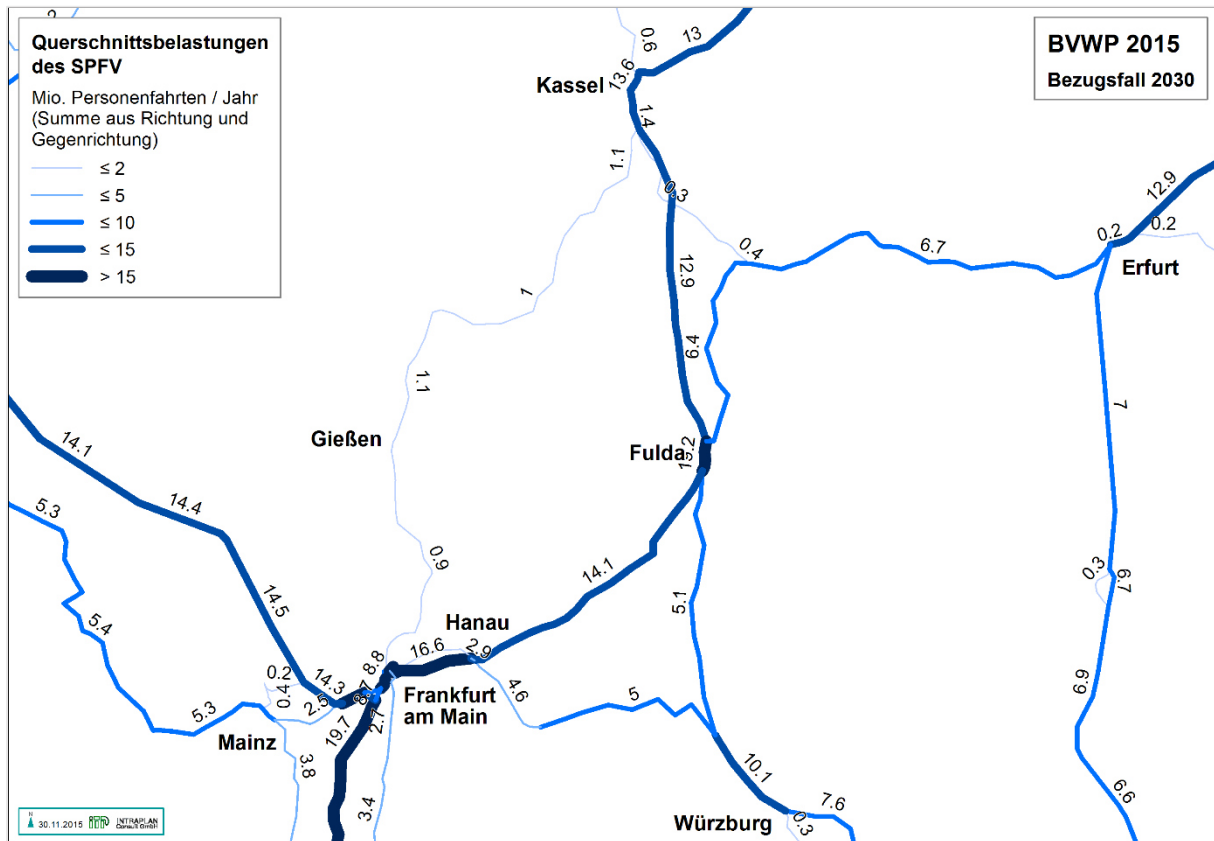 Querschnittsbelastungen
des SPFV
Mio. Personenfahrten / Jahr
(Summe aus Richtung und
Gegenrichtung)
≤ 2
≤ 5
≤ 10
≤ 15
> 15
BVWP 2015
Bezugsfall 2030
0.6
13
13.6
Kassel
1.4
1.1
0.3
12.9
0.2
0.2
Erfurt
0.4
6.7
12.9
1
6.4
1.1
7
Gießen
Fulda
14.1
14.4
5.3
0.9
14.1
0.3
6.7
5.1
14.5
Hanau
5.4
8.8
16.6
2.9
0.2
0.4
14.3
2.5
2.7
Frankfurt
am Main
4.6
5
6.9
5.3
Mainz
19.7
3.8
3.4
10.1
7.6
6.6
Würzburg
0.3
N
30.11.2015
INTRAPLAN
Consult GmbH